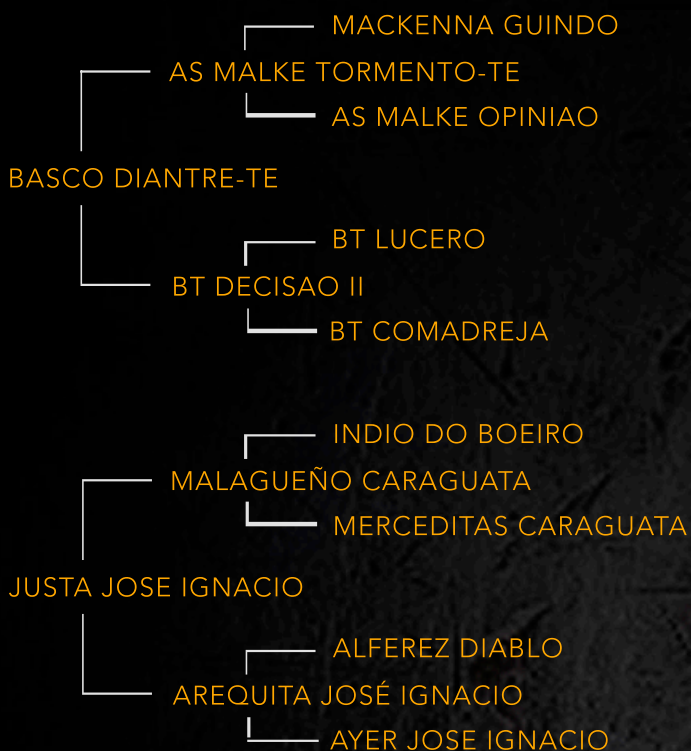 MACKENNA GUINDO
AS MALKE TORMENTO-TE
AS MALKE OPINIAO
BASCO DIANTRE-TE
BT LUCERO
BT DECISAO II
BT COMADREJA
INDIO DO BOEIRO
MALAGUEÑO CARAGUATA
MERCEDITAS CARAGUATA
JUSTA JOSE IGNACIO
ALFEREZ DIABLO
AREQUITA JOSÉ IGNACIO
AYER JOSE IGNACIO